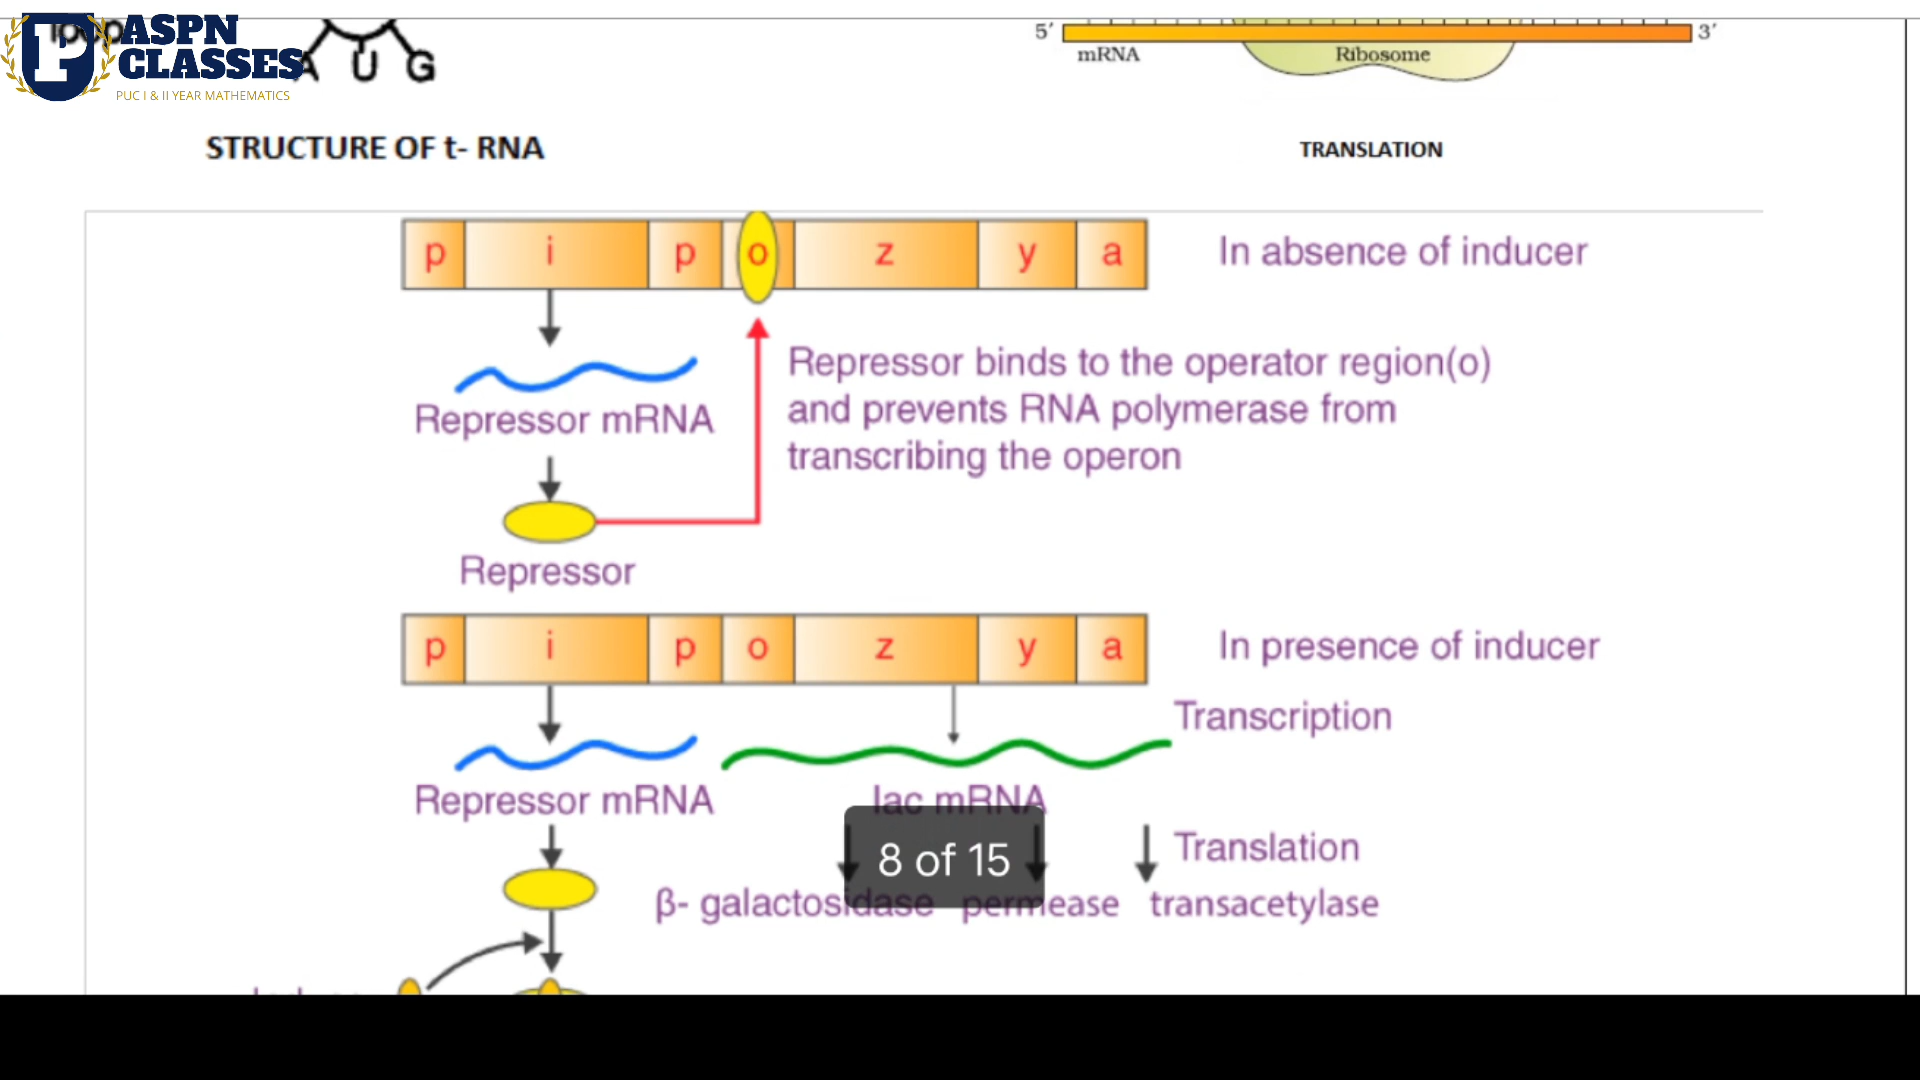 loop
ASPN
CLASSES
PUC I & II YEAR MATHEMATICS
A U G
5′ 3′
mRNA Ribosome
STRUCTURE OF t- RNA
TRANSLATION
p i p o z y a In absence of inducer
Repressor binds to the operator region(o)
and prevents RNA polymerase from
transcribing the operon
Repressor mRNA
Repressor
p i p o z y a In presence of inducer
Transcription
Repressor mRNA lac mRNA
8 of 15
Translation
β- galactosidase permease transacetylase